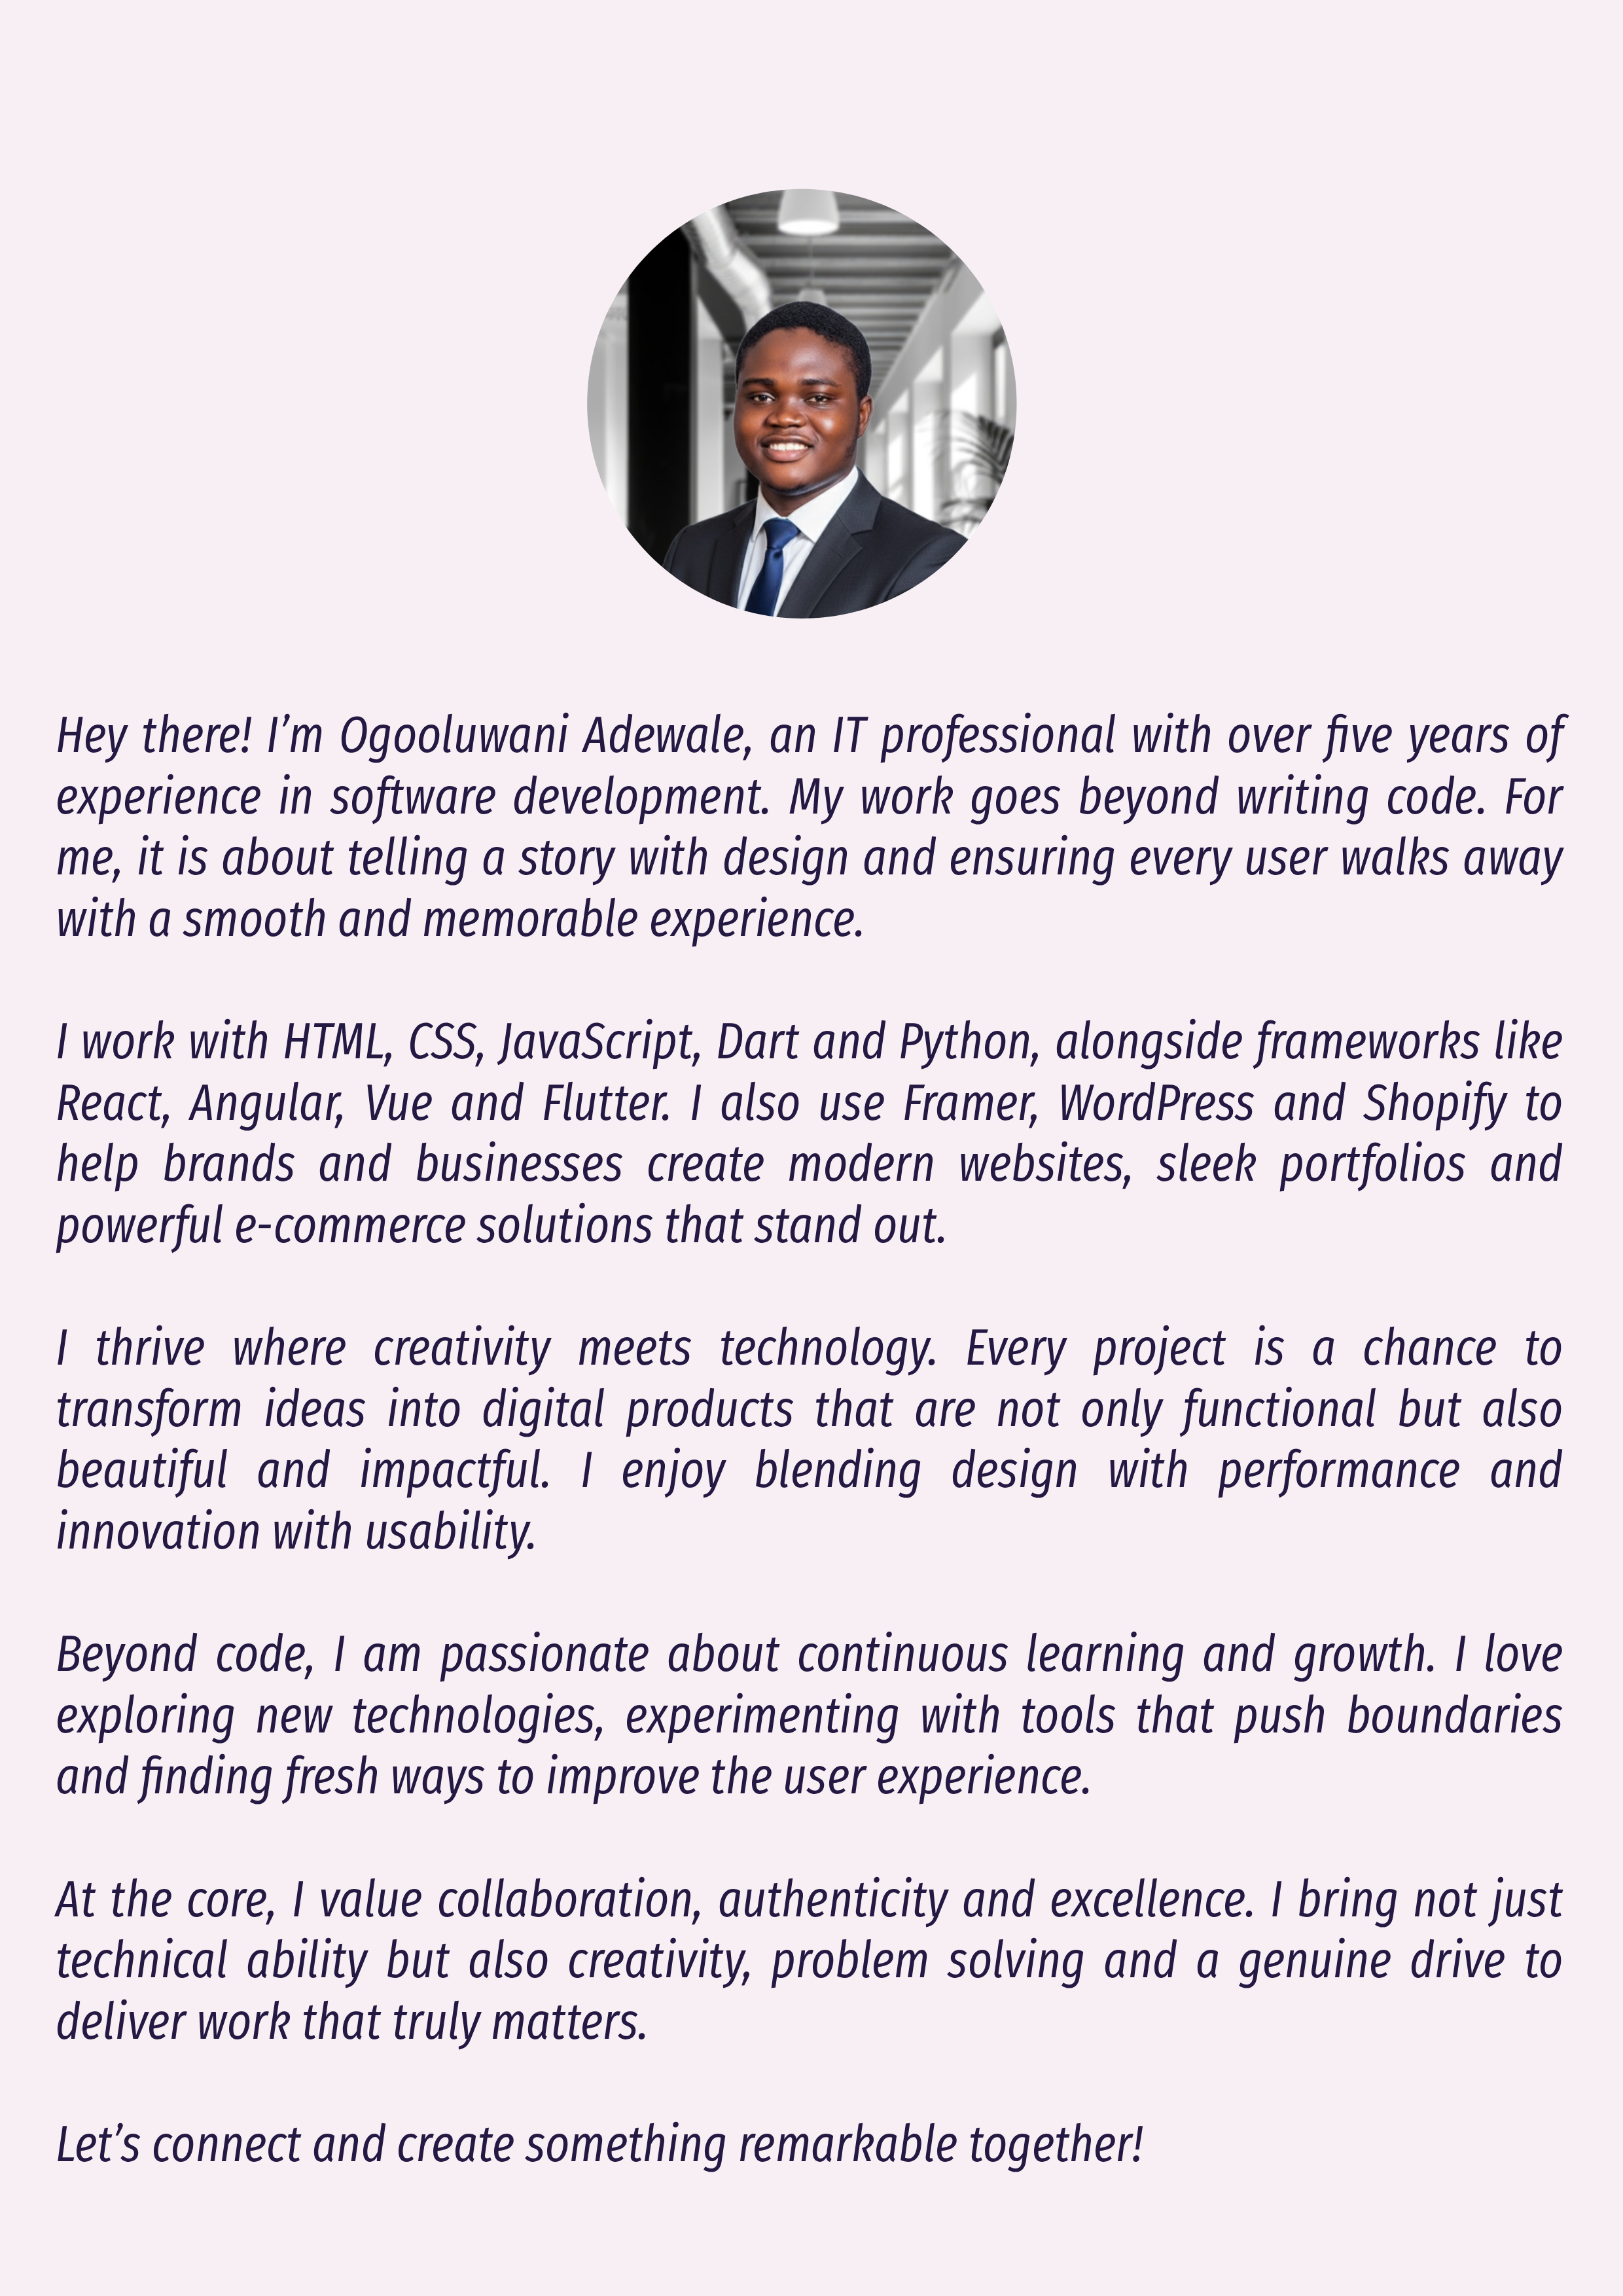 Hey there! I’m Ogooluwani Adewale, an IT professional with over five years of
experience in software development. My work goes beyond writing code. For
me, it is about telling a story with design and ensuring every user walks away
with a smooth and memorable experience.
I work with HTML, CSS, JavaScript, Dart and Python, alongside frameworks like
React, Angular, Vue and Flutter. I also use Framer, WordPress and Shopify to
help brands and businesses create modern websites, sleek portfolios and
powerful e-commerce solutions that stand out.
I thrive where creativity meets technology. Every project is a chance to
transform ideas into digital products that are not only functional but also
beautiful and impactful. I enjoy blending design with performance and
innovation with usability.
Beyond code, I am passionate about continuous learning and growth. I love
exploring new technologies, experimenting with tools that push boundaries
and finding fresh ways to improve the user experience.
At the core, I value collaboration, authenticity and excellence. I bring not just
technical ability but also creativity, problem solving and a genuine drive to
deliver work that truly matters.
Let’s connect and create something remarkable together!